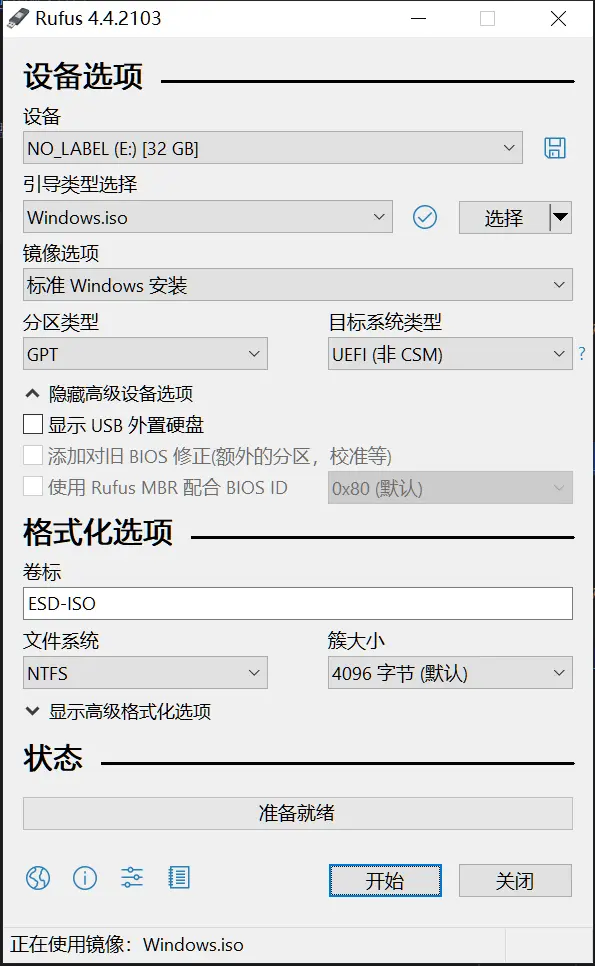 Rufus 4.4.2103
设备选项
设备
NO_LABEL (E:) [32 GB]
引导类型选择
Windows.iso
选择
镜像选项
标准 Windows 安装
分区类型
目标系统类型
GPT
UEFI (非 CSM)
?
隐藏高级设备选项
显示 USB 外置硬盘
添加对旧 BIOS 修正(额外的分区，校准等)
使用 Rufus MBR 配合 BIOS ID
0x80 (默认)
格式化选项
卷标
ESD-ISO
文件系统
簇大小
NTFS
4096 字节 (默认)
显示高级格式化选项
状态
准备就绪
开始
关闭
正在使用镜像：Windows.iso